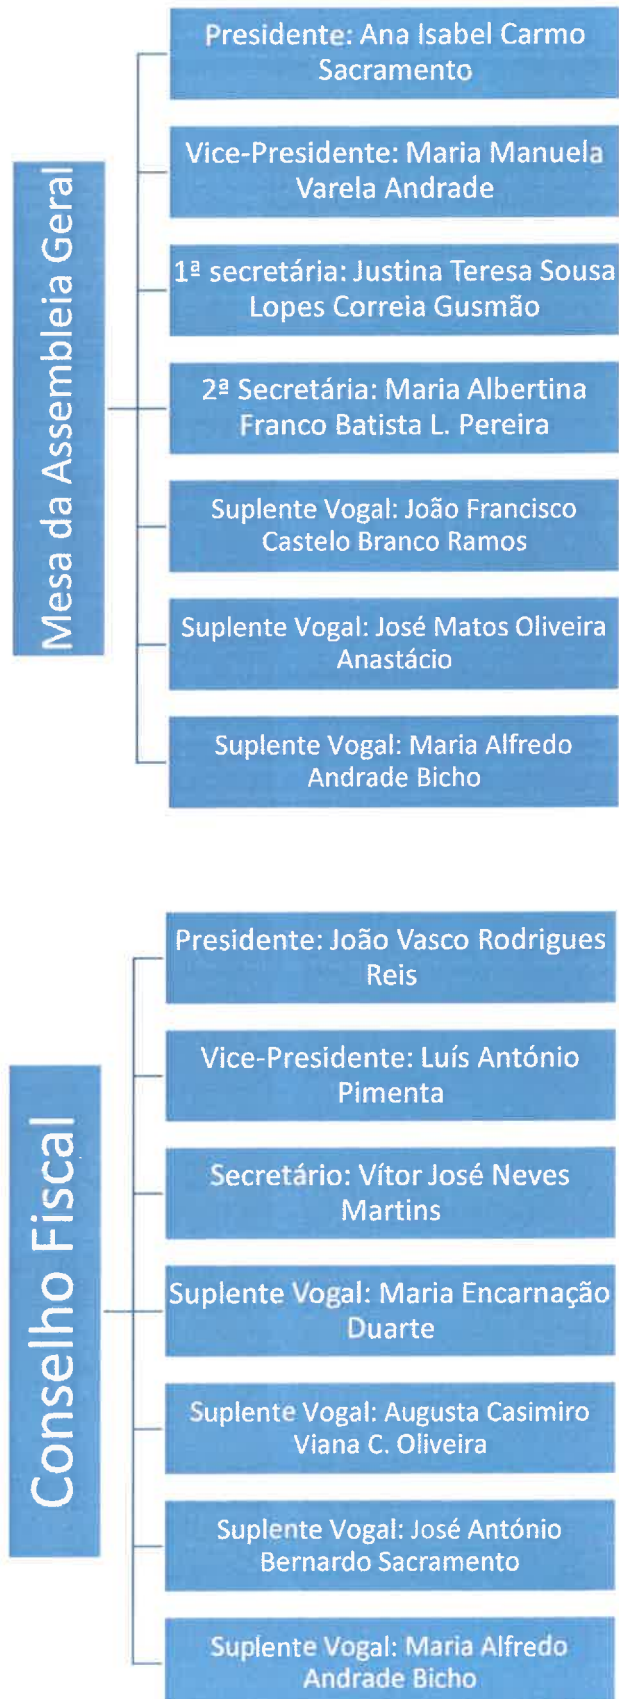 Mesa da Assembleia Geral
Presidente: Ana Isabel Carmo
Sacramento
Vice-Presidente: Maria Manuela
Varela Andrade
1ª secretária: Justina Teresa Sousa
Lopes Correia Gusmão
2ª Secretária: Maria Albertina
Franco Batista L. Pereira
Suplente Vogal: João Francisco
Castelo Branco Ramos
Suplente Vogal: José Matos Oliveira
Anastácio
Suplente Vogal: Maria Alfredo
Andrade Bicho
Conselho Fiscal
Presidente: João Vasco Rodrigues
Reis
Vice-Presidente: Luís António
Pimenta
Secretário: Vítor José Neves
Martins
Suplente Vogal: Maria Encarnação
Duarte
Suplente Vogal: Augusta Casimiro
Viana C. Oliveira
Suplente Vogal: José António
Bernardo Sacramento
Suplente Vogal: Maria Alfredo
Andrade Bicho